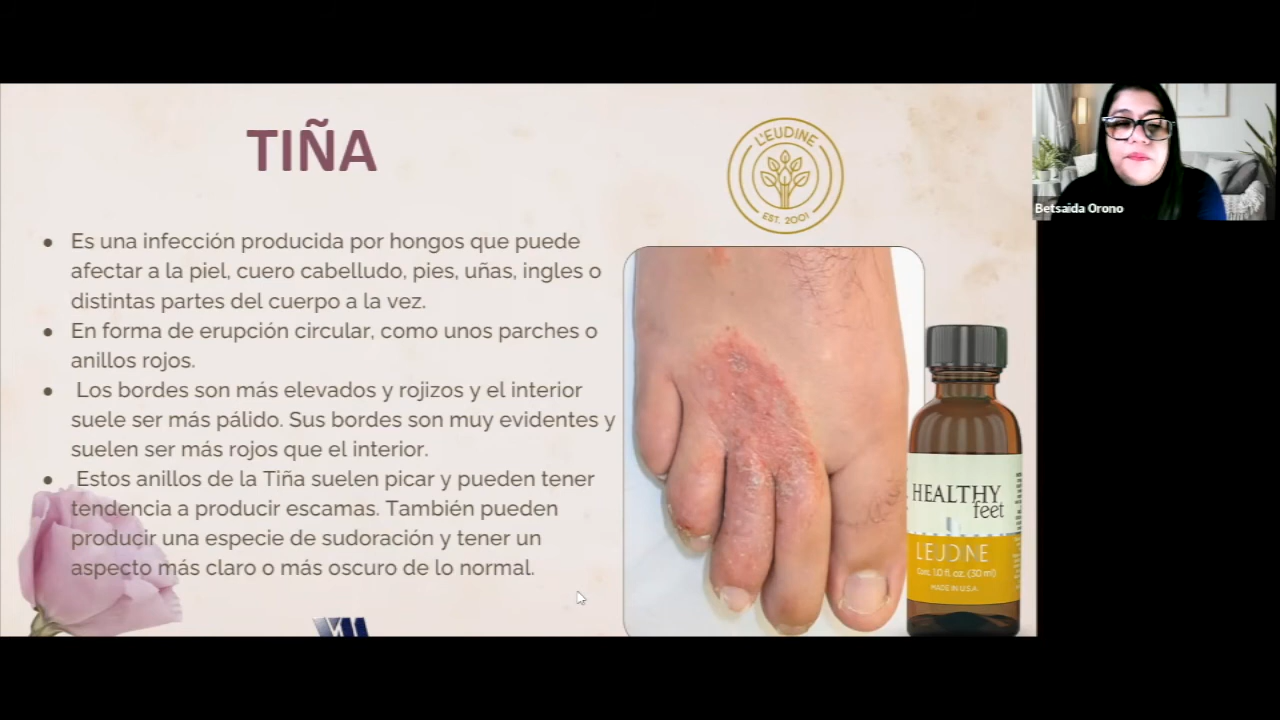 TIÑA
Es una infección producida por hongos que puede
afectar a la piel, cuero cabelludo, pies, uñas, ingles o
distintas partes del cuerpo a la vez.
En forma de erupción circular, como unos parches o
anillos rojos.
Los bordes son más elevados y rojizos y el interior
suele ser más pálido. Sus bordes son muy evidentes y
suelen ser más rojos que el interior.
Estos anillos de la Tiña suelen picar y pueden tener
tendencia a producir escamas. También pueden
producir una especie de sudoración y tener un
aspecto más claro o más oscuro de lo normal.
L'EUDINE
EST. 2001
HEALTHY
feet
1.0 fl. oz. (30 ml)
MADE IN U.S.A.
Betsaida Orono